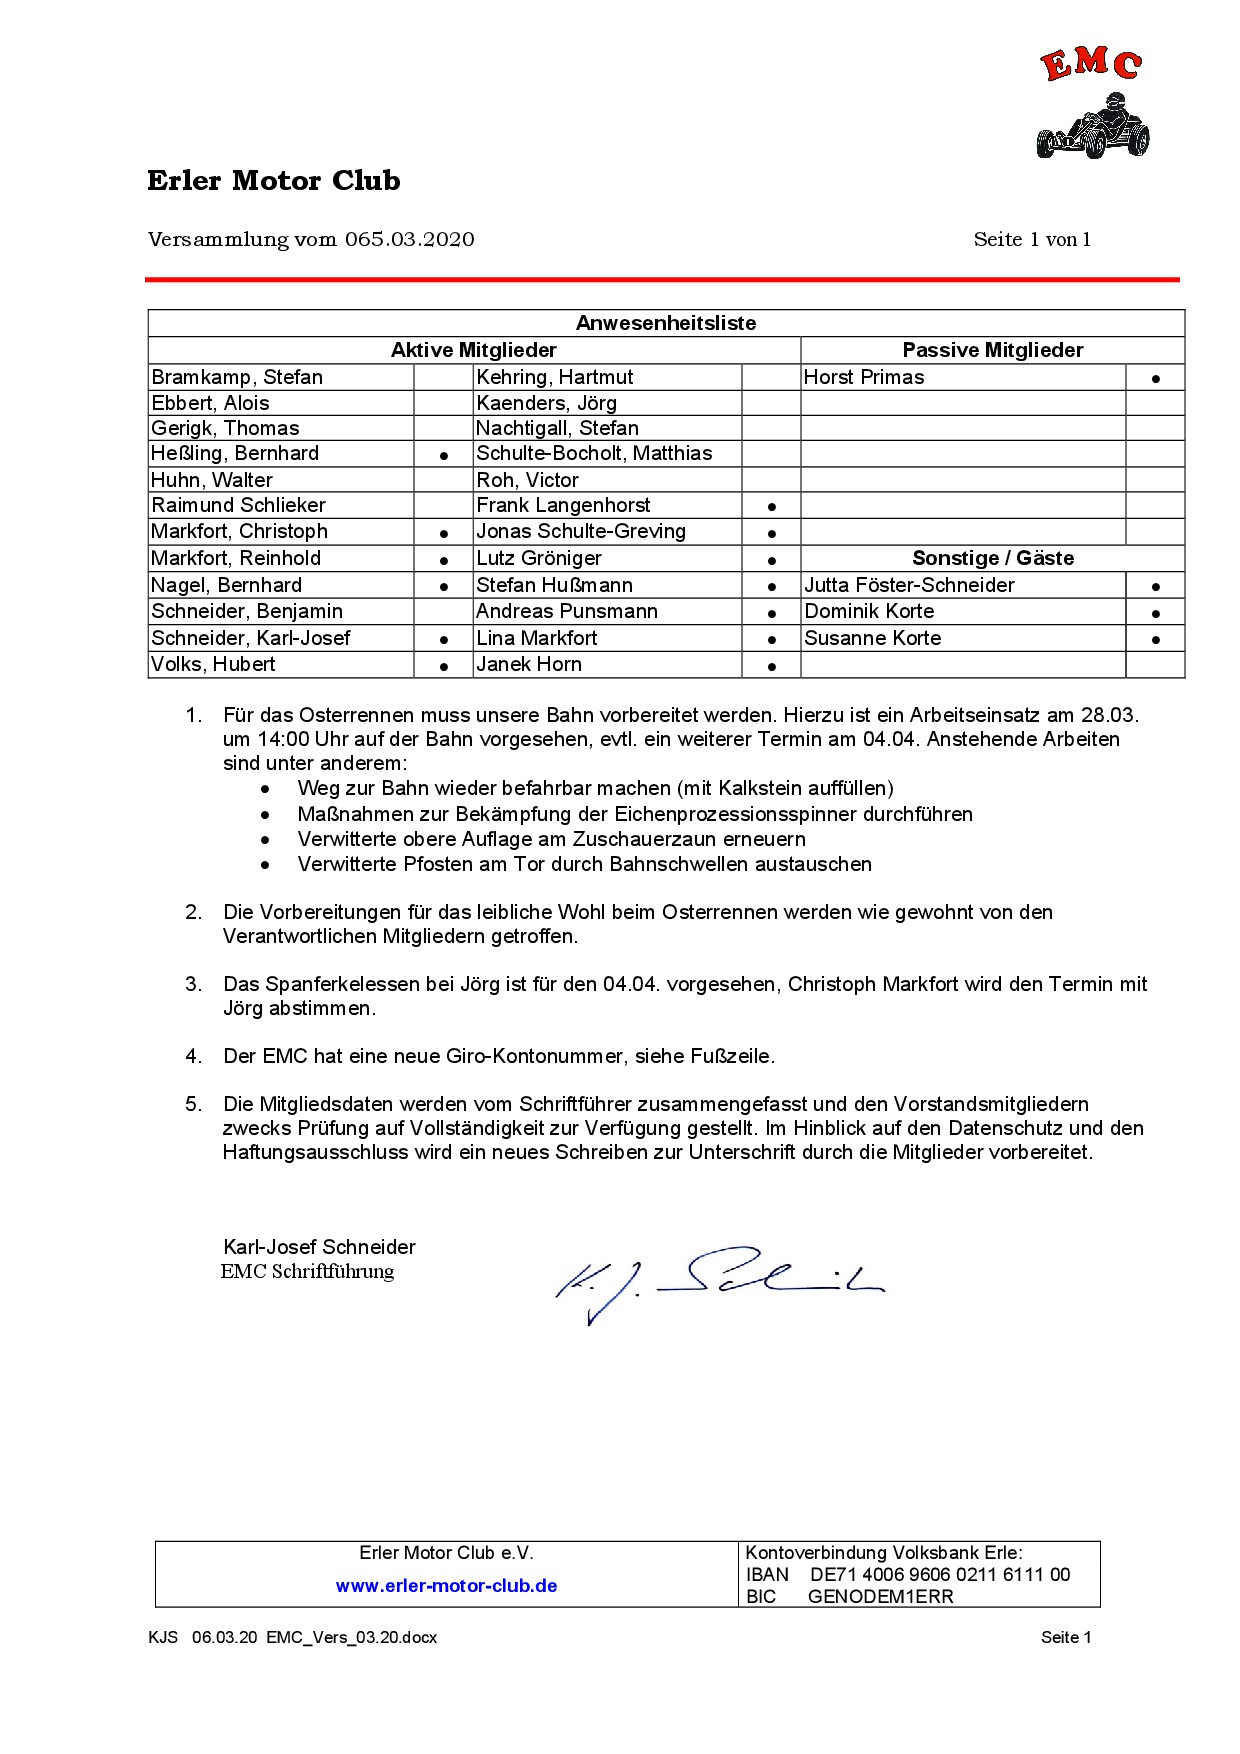 EMC
Erler Motor Club
Versammlung vom 065.03.2020 Seite 1 von 1
Anwesenheitsliste
Aktive Mitglieder Passive Mitglieder
Bramkamp, Stefan Kehring, Hartmut Horst Primas •
Ebbert, Alois Kaenders, Jörg
Gerigk, Thomas Nachtigall, Stefan
Heßling, Bernhard • Schulte-Bocholt, Matthias
Huhn, Walter Roh, Victor
Raimund Schlieker Frank Langenhorst •
Markfort, Christoph • Jonas Schulte-Greving •
Markfort, Reinhold • Lutz Gröniger • Sonstige / Gäste
Nagel, Bernhard • Stefan Hußmann • Jutta Föster-Schneider •
Schneider, Benjamin Andreas Punsmann • Dominik Korte •
Schneider, Karl-Josef • Lina Markfort • Susanne Korte •
Volks, Hubert • Janek Horn •
1. Für das Osterrennen muss unsere Bahn vorbereitet werden. Hierzu ist ein Arbeitseinsatz am 28.03.
um 14:00 Uhr auf der Bahn vorgesehen, evtl. ein weiterer Termin am 04.04. Anstehende Arbeiten
sind unter anderem:
• Weg zur Bahn wieder befahrbar machen (mit Kalkstein auffüllen)
• Maßnahmen zur Bekämpfung der Eichenprozessionsspinner durchführen
• Verwitterte obere Auflage am Zuschauerzaun erneuern
• Verwitterte Pfosten am Tor durch Bahnschwellen austauschen
2. Die Vorbereitungen für das leibliche Wohl beim Osterrennen werden wie gewohnt von den
Verantwortlichen Mitgliedern getroffen.
3. Das Spanferkelessen bei Jörg ist für den 04.04. vorgesehen, Christoph Markfort wird den Termin mit
Jörg abstimmen.
4. Der EMC hat eine neue Giro-Kontonummer, siehe Fußzeile.
5. Die Mitgliedsdaten werden vom Schriftführer zusammengefasst und den Vorstandsmitgliedern
zwecks Prüfung auf Vollständigkeit zur Verfügung gestellt. Im Hinblick auf den Datenschutz und den
Haftungsausschluss wird ein neues Schreiben zur Unterschrift durch die Mitglieder vorbereitet.
Karl-Josef Schneider
EMC Schriftführung
K. J. Schneider
Erler Motor Club e.V. Kontoverbindung Volksbank Erle:
www.erler-motor-club.de IBAN DE71 4006 9606 0211 6111 00
BIC GENODEM1ERR
KJS 06.03.20 EMC_Vers_03.20.docx Seite 1